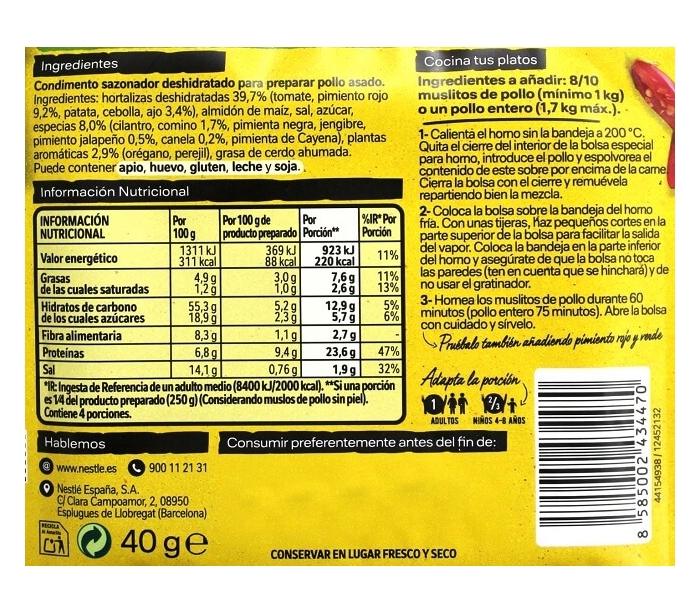 Ingredientes
Condimento sazonador deshidratado para preparar pollo asado.
Ingredientes: hortalizas deshidratadas 39,7% (tomate, pimiento rojo
9,2%, patata, cebolla, ajo 3,4%), almidón de maíz, sal, azúcar,
especias 8,0% (cilantro, comino 1,7%, pimienta negra, jengibre,
pimiento jalapeño 0,5%, canela 0,2%, pimienta de Cayena), plantas
aromáticas 2,9% (orégano, perejil), grasa de cerdo ahumada.
Puede contener apio, huevo, gluten, leche y soja.
Información Nutricional
INFORMACIÓN NUTRICIONAL | Por 100 g | Por 100 g de producto preparado | Por Porción** | %IR* Por Porción
Valor energético | 1311 kJ 311 kcal | 369 kJ 88 kcal | 923 kJ 220 kcal | 11%
Grasas | 4,9 g | 3,0 g | 7,6 g | 11%
de las cuales saturadas | 1,2 g | 1,0 g | 2,6 g | 13%
Hidratos de carbono | 55,3 g | 5,2 g | 12,9 g | 5%
de los cuales azúcares | 18,9 g | 2,3 g | 5,7 g | 6%
Fibra alimentaria | 8,3 g | 1,1 g | 2,7 g | -
Proteínas | 6,8 g | 9,4 g | 23,6 g | 47%
Sal | 14,1 g | 0,76 g | 1,9 g | 32%
*IR: Ingesta de Referencia de un adulto medio (8400 kJ/2000 kcal). **Si una porción
es 1/4 del producto preparado (250 g) (Considerando muslos de pollo sin piel).
Contiene 4 porciones.
Hablemos
www.nestle.es 900 11 21 31
Nestlé España, S.A.
C/ Clara Campoamor, 2, 08950
Esplugues de Llobregat (Barcelona)
RECICLA
Al Amarillo
40 g e
Consumir preferentemente antes del fin de:
CONSERVAR EN LUGAR FRESCO Y SECO
Cocina tus platos
Ingredientes a añadir: 8/10
muslitos de pollo (mínimo 1 kg)
o un pollo entero (1,7 kg máx.).
1- Calienta el horno sin la bandeja a 200 °C.
Quita el cierre del interior de la bolsa especial
para horno, introduce el pollo y espolvorea el
contenido de este sobre por encima de la carne.
Cierra la bolsa con el cierre y remuévela
repartiendo bien la mezcla.
2- Coloca la bolsa sobre la bandeja del horno
fría. Con unas tijeras, haz pequeños cortes en la
parte superior de la bolsa para facilitar la salida
del vapor. Coloca la bandeja en la parte inferior
del horno y asegúrate de que la bolsa no toca
las paredes (ten en cuenta que se hinchará) y de
no usar el gratinador.
3- Hornea los muslitos de pollo durante 60
minutos (pollo entero 75 minutos). Abre la bolsa
con cuidado y sírvelo.
Pruébalo también añadiendo pimiento rojo y verde
Adapta la porción
1 2/3
ADULTOS NIÑOS 4-8 AÑOS
8 585002 434470
44154938 / 12452132